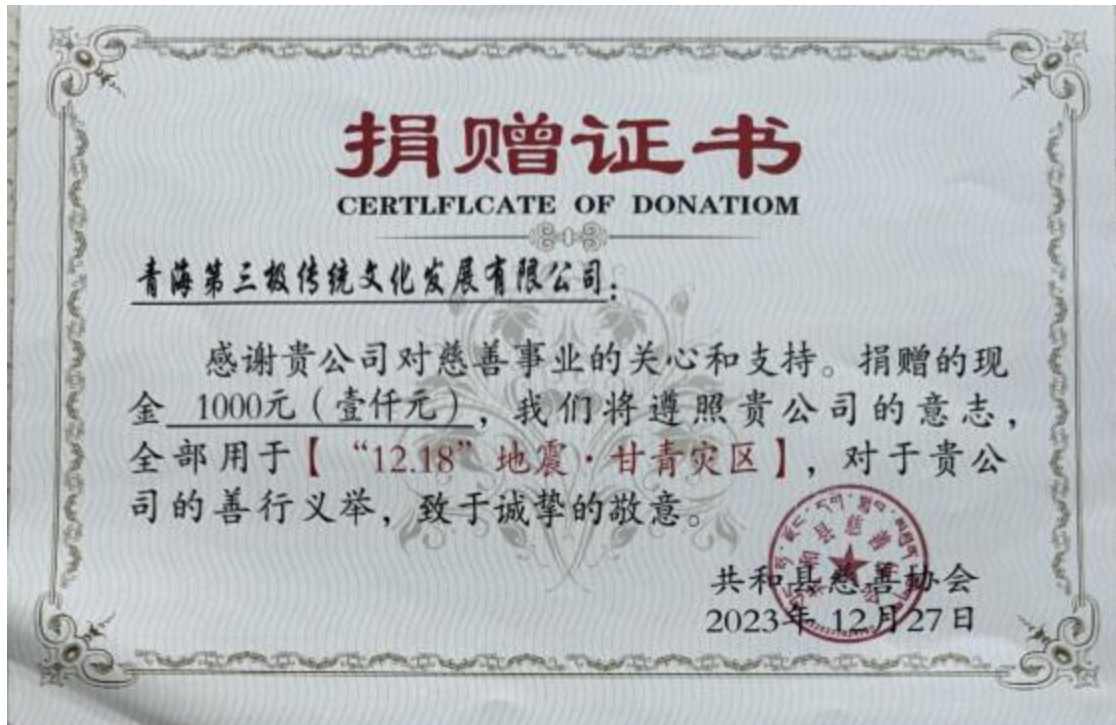 捐赠证书
CERTLFLCATE OF DONATIOM
青海第三极传统文化发展有限公司：
感谢贵公司对慈善事业的关心和支持。捐赠的现
金 1000元（壹仟元），我们将遵照贵公司的意志，
全部用于【“12.18”地震·甘青灾区】，对于贵公
司的善行义举，致于诚挚的敬意。
共和县慈善协会
2023年 12月27日